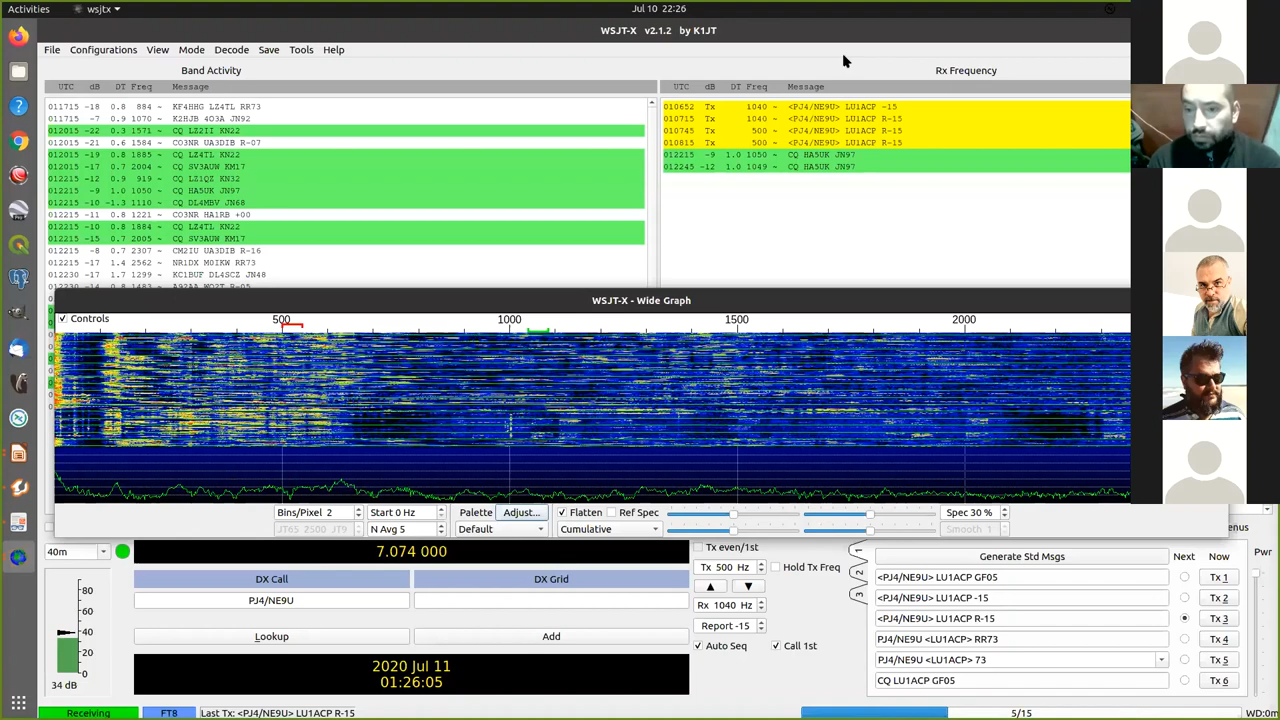 Activities
wsjtx
Jul 10 22:26
WSJT-X v2.1.2 by K1JT
File Configurations View Mode Decode Save Tools Help
Band Activity
UTC dB DT Freq Message
011715 -18 0.8 884 ~ KF4HHG LZ4TL RR73
011715 -7 0.9 1070 ~ K2HJB 4O3A JN92
012015 -22 0.3 1571 ~ CQ LZ2II KN22
012015 -21 0.6 1584 ~ CO3NR UA3DIB R-07
012015 -19 0.8 1885 ~ CQ LZ4TL KN22
012015 -17 0.7 2004 ~ CQ SV3AUW KM17
012215 -12 0.9 919 ~ CQ LZ1QZ KN32
012215 -9 1.0 1050 ~ CQ HA5UK JN97
012215 -10 -1.3 1110 ~ CQ DL4MBV JN68
012215 -11 0.8 1221 ~ CO3NR HA1RB +00
012215 -10 0.8 1884 ~ CQ LZ4TL KN22
012215 -15 0.7 2005 ~ CQ SV3AUW KM17
012215 -8 0.7 2307 ~ CM2IU UA3DIB R-16
012215 -17 1.4 2562 ~ NR1DX M0IKW RR73
012230 -17 1.7 1299 ~ KC1BUF DL4SCZ JN48
Rx Frequency
UTC dB DT Freq Message
010652 Tx 1040 ~ <PJ4/NE9U> LU1ACP -15
010715 Tx 1040 ~ <PJ4/NE9U> LU1ACP R-15
010745 Tx 500 ~ <PJ4/NE9U> LU1ACP R-15
010815 Tx 500 ~ <PJ4/NE9U> LU1ACP R-15
012215 -9 1.0 1050 ~ CQ HA5UK JN97
012245 -12 1.0 1049 ~ CQ HA5UK JN97
WSJT-X - Wide Graph
Controls
500 1000 1500 2000
Bins/Pixel 2 Start 0 Hz Palette Adjust... Flatten Ref Spec Spec 30 %
JT65 2500 JT9 N Avg 5 Default Cumulative Smooth 1
40m
7.074 000
DX Call DX Grid
PJ4/NE9U
Lookup Add
2020 Jul 11
01:26:05
80
60
40
20
0
34 dB
Tx even/1st
Tx 500 Hz Hold Tx Freq
▲ ▼
Rx 1040 Hz
Report -15
Auto Seq Call 1st
1
2
3
enus
Generate Std Msgs Next Now Pwr
<PJ4/NE9U> LU1ACP GF05 Tx 1
<PJ4/NE9U> LU1ACP -15 Tx 2
<PJ4/NE9U> LU1ACP R-15 Tx 3
PJ4/NE9U <LU1ACP> RR73 Tx 4
PJ4/NE9U <LU1ACP> 73 Tx 5
CQ LU1ACP GF05 Tx 6
Receiving FT8 Last Tx: <PJ4/NE9U> LU1ACP R-15 5/15 WD:0m